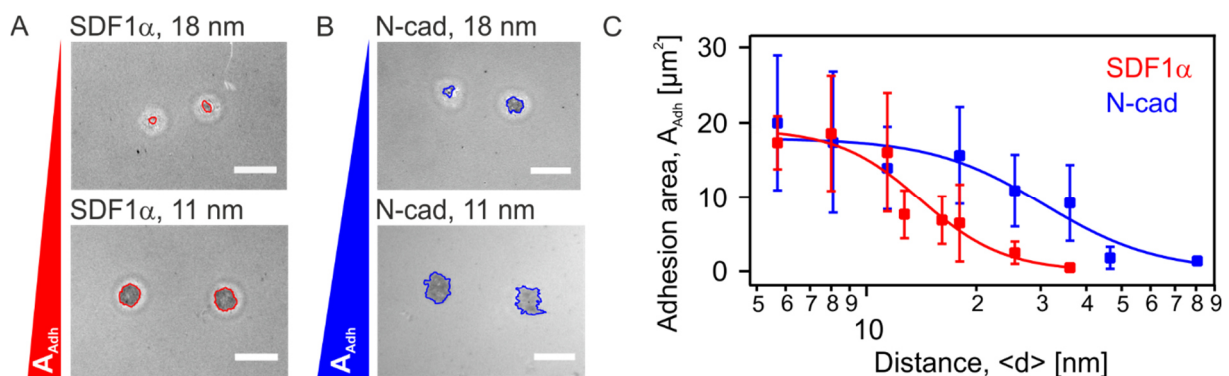 A
SDF1α, 18 nm
SDF1α, 11 nm
A_Adh
B
N-cad, 18 nm
N-cad, 11 nm
A_Adh
C
Adhesion area, A_Adh [µm²]
30
20
10
0
SDF1α
N-cad
5 6 7 8 9 10 2 3 4 5 6 7 8 9
Distance, <d> [nm]